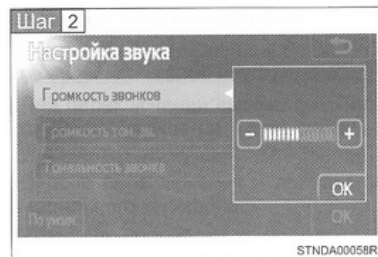 Шаг 2
Настройка звука
Громкость звонков
Громкость тон. зв.
Тональность звонка
- +
OK
По умолч. OK
STNDA00058R